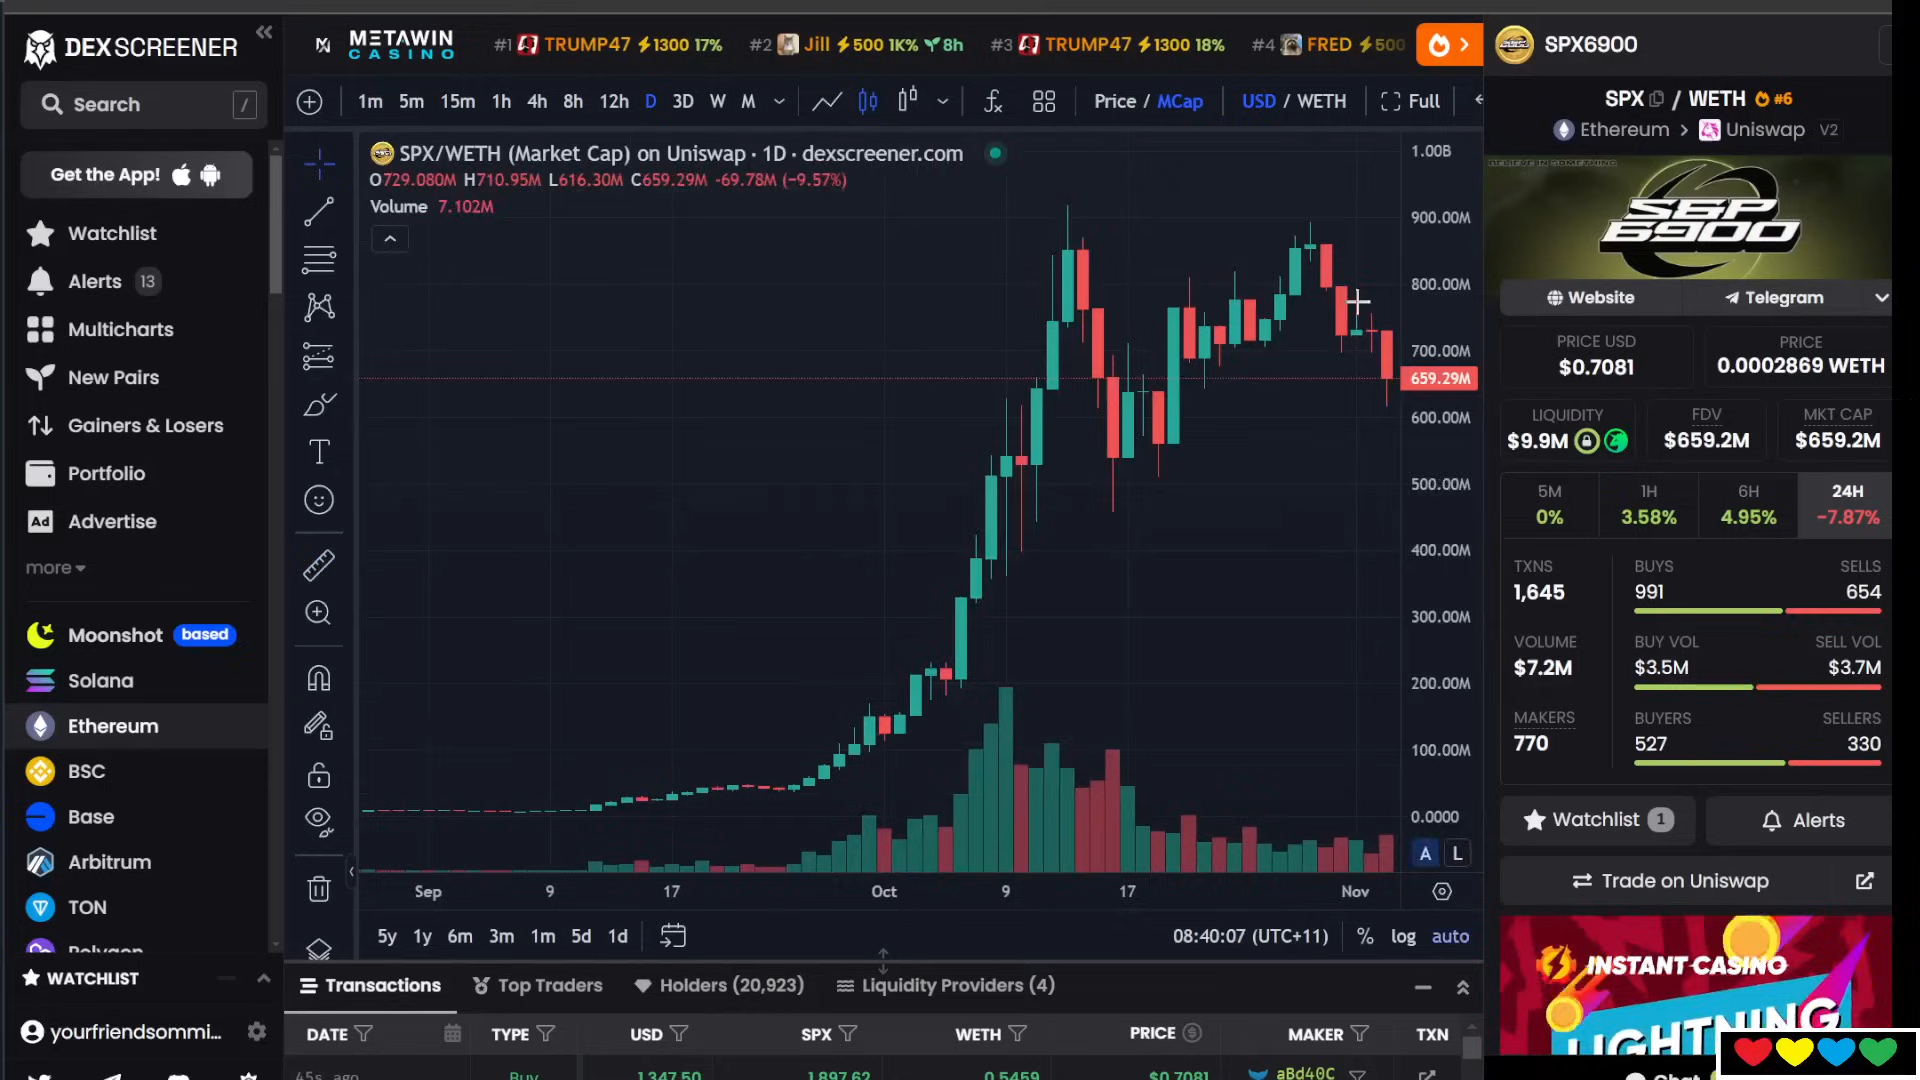 DEX SCREENER
Search /
Get the App!
Watchlist
Alerts 13
Multicharts
New Pairs
Gainers & Losers
Portfolio
Ad Advertise
more
Moonshot based
Solana
Ethereum
BSC
Base
Arbitrum
TON
Polygon
WATCHLIST
yourfriendsommi...
METAWIN
CASINO
#1 TRUMP47 1300 17%
#2 Jill 500 1K% 8h
#3 TRUMP47 1300 18%
#4 FRED 500
1m 5m 15m 1h 4h 8h 12h D 3D W M
Price / MCap
USD / WETH
Full
SPX/WETH (Market Cap) on Uniswap · 1D · dexscreener.com
O729.080M H710.95M L616.30M C659.29M -69.78M (−9.57%)
Volume 7.102M
1.00B
900.00M
800.00M
700.00M
659.29M
600.00M
500.00M
400.00M
300.00M
200.00M
100.00M
0.0000
A L
Sep 9 17 Oct 9 17 Nov
5y 1y 6m 3m 1m 5d 1d
08:40:07 (UTC+11) % log auto
Transactions Top Traders Holders (20,923) Liquidity Providers (4)
DATE TYPE USD SPX WETH PRICE MAKER TXN
45s ago Buy 1,347.50 1,897.62 0.5459 $0.7081 aBd40C
SPX6900
SPX / WETH #6
Ethereum > Uniswap V2
BELIEVE IN SOMETHING
S&P
6900
Website
Telegram
PRICE USD
$0.7081
PRICE
0.0002869 WETH
LIQUIDITY
$9.9M
FDV
$659.2M
MKT CAP
$659.2M
5M
0%
1H
3.58%
6H
4.95%
24H
-7.87%
TXNS
1,645
BUYS
991
SELLS
654
VOLUME
$7.2M
BUY VOL
$3.5M
SELL VOL
$3.7M
MAKERS
770
BUYERS
527
SELLERS
330
Watchlist 1
Alerts
Trade on Uniswap
INSTANT CASINO
LIGHTNING
Chat